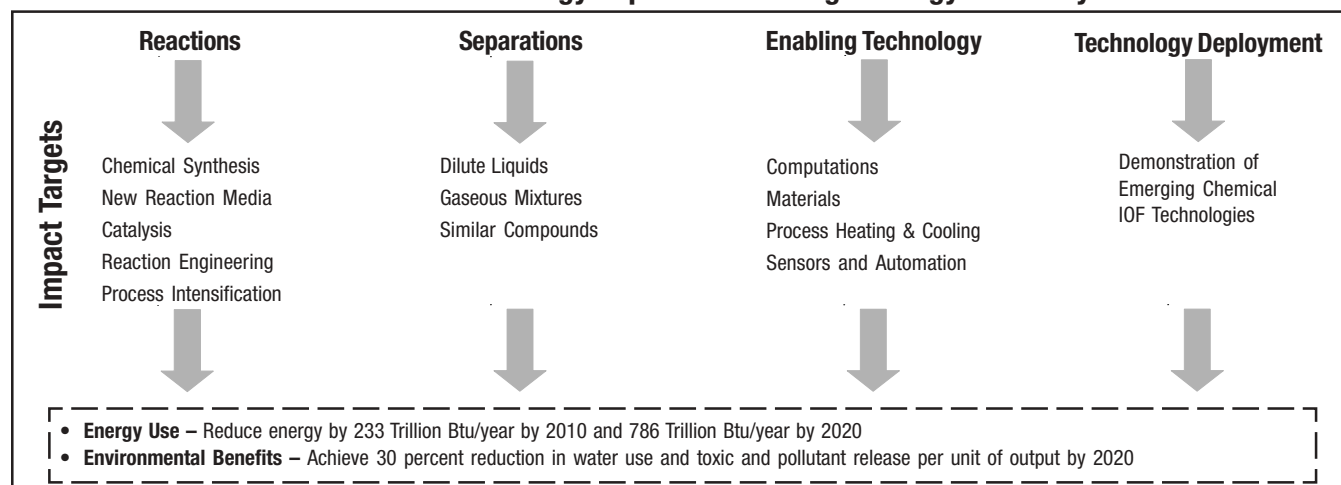 Reactions
Separations
Enabling Technology
Technology Deployment
Impact Targets
Chemical Synthesis
New Reaction Media
Catalysis
Reaction Engineering
Process Intensification
Dilute Liquids
Gaseous Mixtures
Similar Compounds
Computations
Materials
Process Heating & Cooling
Sensors and Automation
Demonstration of
Emerging Chemical
IOF Technologies
• Energy Use – Reduce energy by 233 Trillion Btu/year by 2010 and 786 Trillion Btu/year by 2020
• Environmental Benefits – Achieve 30 percent reduction in water use and toxic and pollutant release per unit of output by 2020